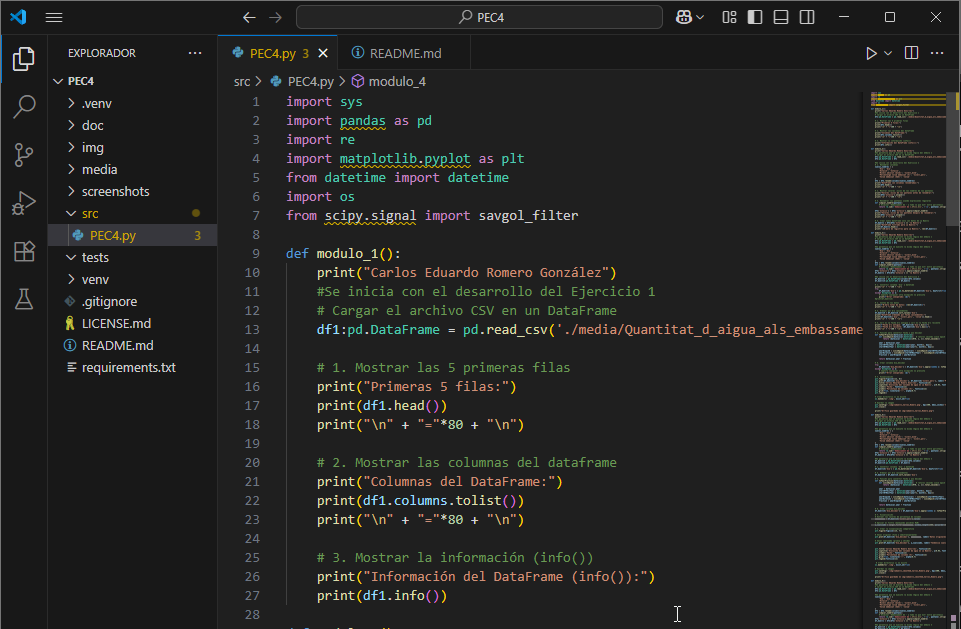 PEC4
EXPLORADOR
PEC4
.venv
doc
img
media
screenshots
src
PEC4.py 3
tests
venv
.gitignore
LICENSE.md
README.md
requirements.txt
PEC4.py 3
README.md
src > PEC4.py > modulo_4
1 import sys
2 import pandas as pd
3 import re
4 import matplotlib.pyplot as plt
5 from datetime import datetime
6 import os
7 from scipy.signal import savgol_filter
8
9 def modulo_1():
10 print("Carlos Eduardo Romero González")
11 #Se inicia con el desarrollo del Ejercicio 1
12 # Cargar el archivo CSV en un DataFrame
13 df1:pd.DataFrame = pd.read_csv('./media/Quantitat_d_aigua_als_embassame
14
15 # 1. Mostrar las 5 primeras filas
16 print("Primeras 5 filas:")
17 print(df1.head())
18 print("\n" + "="*80 + "\n")
19
20 # 2. Mostrar las columnas del dataframe
21 print("Columnas del DataFrame:")
22 print(df1.columns.tolist())
23 print("\n" + "="*80 + "\n")
24
25 # 3. Mostrar la información (info())
26 print("Información del DataFrame (info()):")
27 print(df1.info())
28